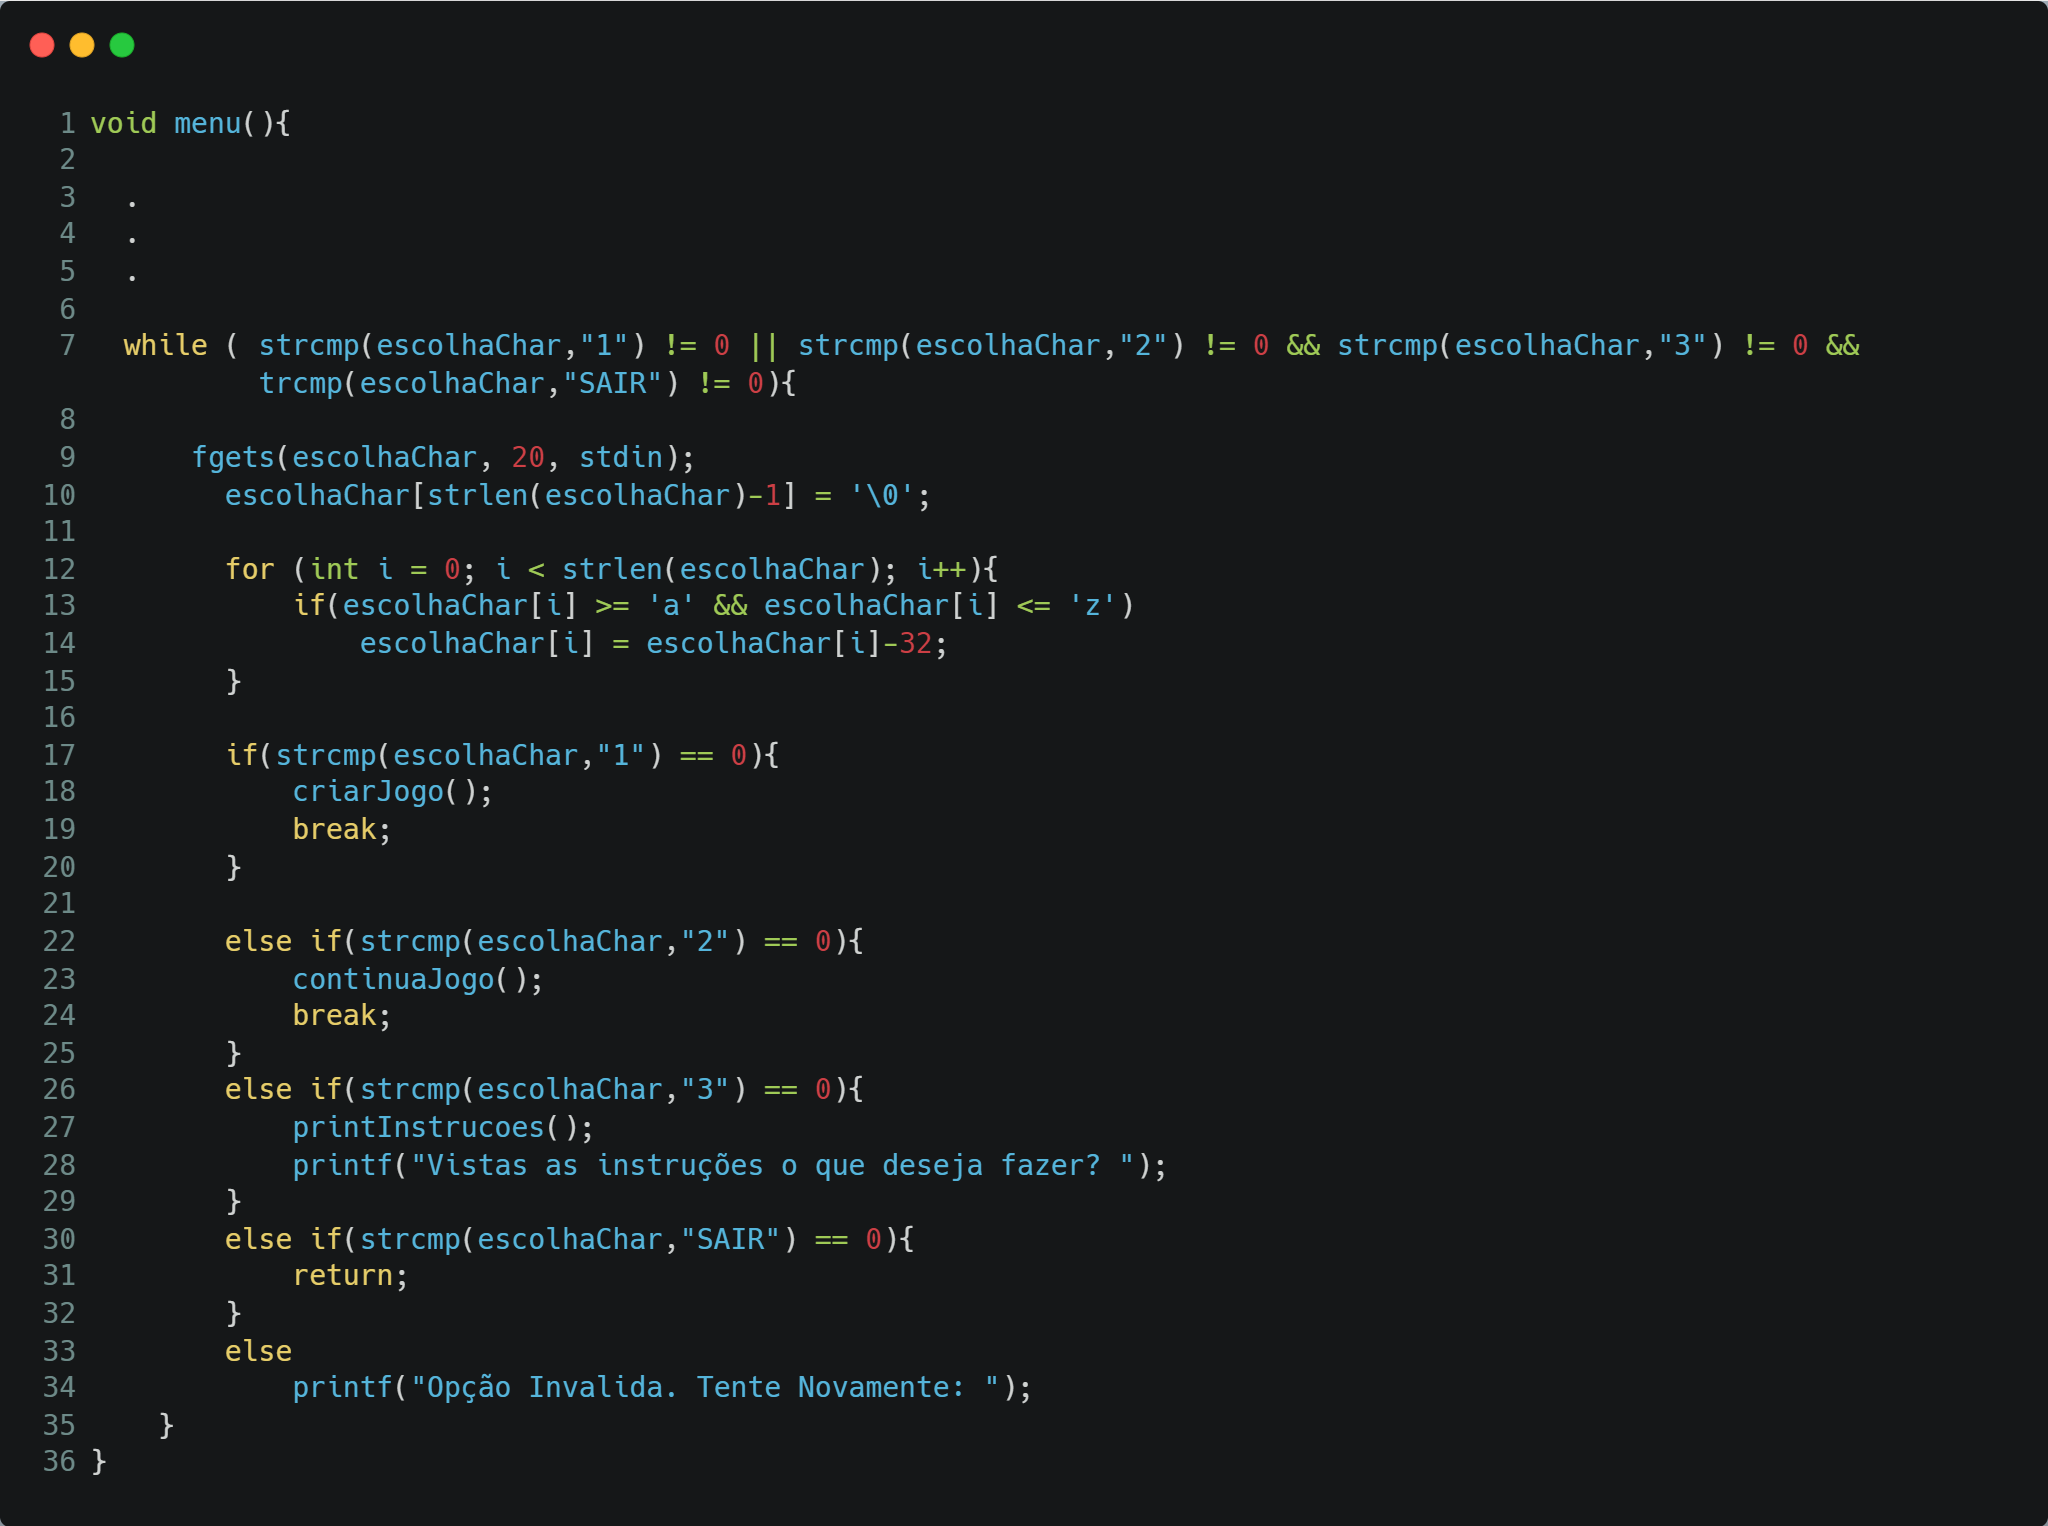 1 void menu(){
2
3   .
4   .
5   .
6
7   while ( strcmp(escolhaChar,"1") != 0 || strcmp(escolhaChar,"2") != 0 && strcmp(escolhaChar,"3") != 0 &&
          trcmp(escolhaChar,"SAIR") != 0){
8
9       fgets(escolhaChar, 20, stdin);
10         escolhaChar[strlen(escolhaChar)-1] = '\0';
11
12         for (int i = 0; i < strlen(escolhaChar); i++){
13             if(escolhaChar[i] >= 'a' && escolhaChar[i] <= 'z')
14                 escolhaChar[i] = escolhaChar[i]-32;
15         }
16
17         if(strcmp(escolhaChar,"1") == 0){
18             criarJogo();
19             break;
20         }
21
22         else if(strcmp(escolhaChar,"2") == 0){
23             continuaJogo();
24             break;
25         }
26         else if(strcmp(escolhaChar,"3") == 0){
27             printInstrucoes();
28             printf("Vistas as instruções o que deseja fazer? ");
29         }
30         else if(strcmp(escolhaChar,"SAIR") == 0){
31             return;
32         }
33         else
34             printf("Opção Invalida. Tente Novamente: ");
35     }
36 }